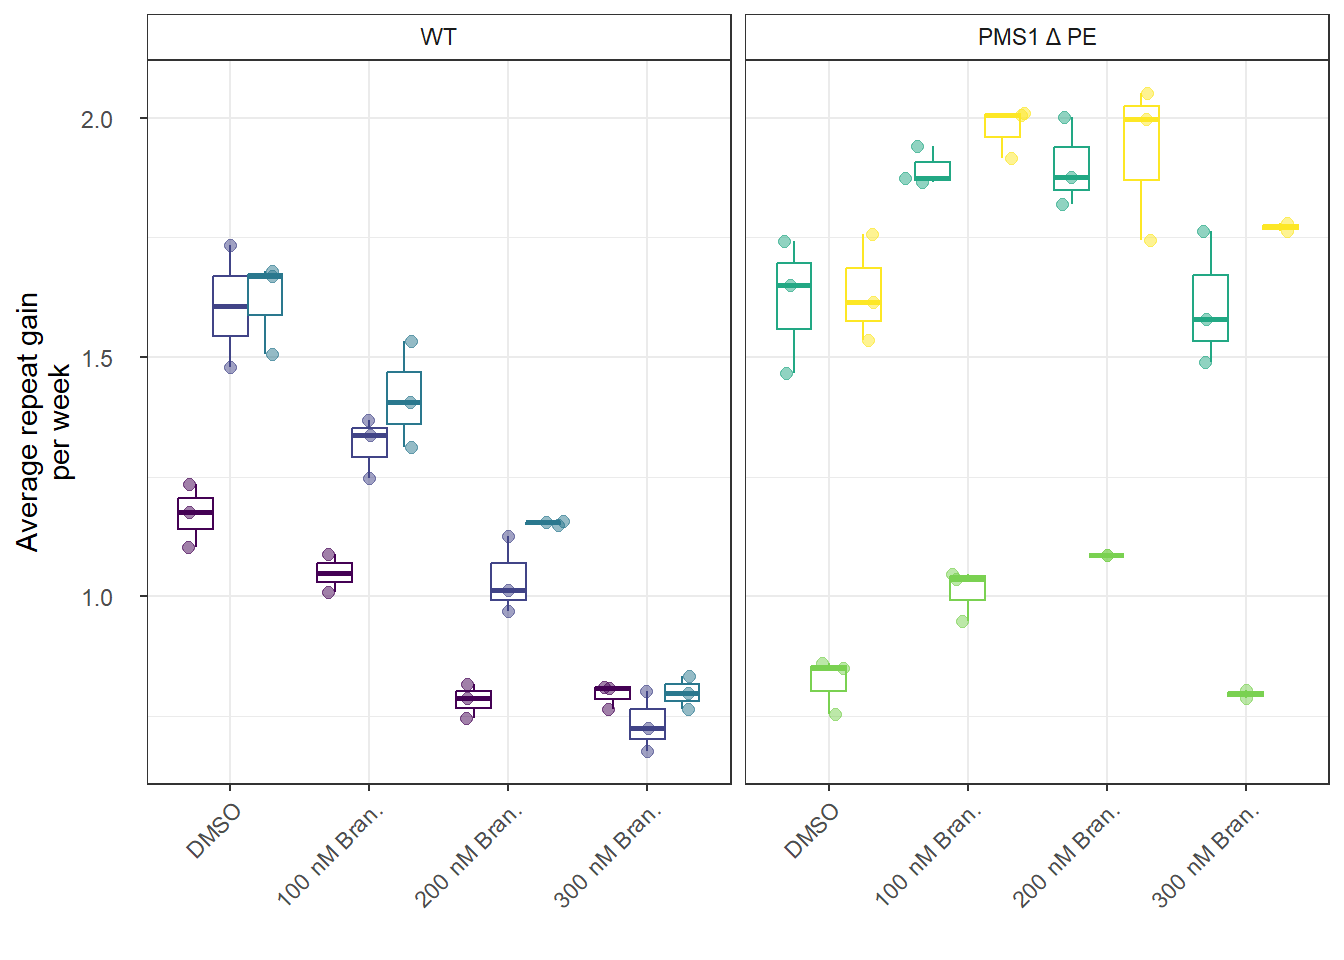 WT
PMS1 Δ PE
Average repeat gain
per week
2.0
1.5
1.0
DMSO
100 nM Bran.
200 nM Bran.
300 nM Bran.
DMSO
100 nM Bran.
200 nM Bran.
300 nM Bran.